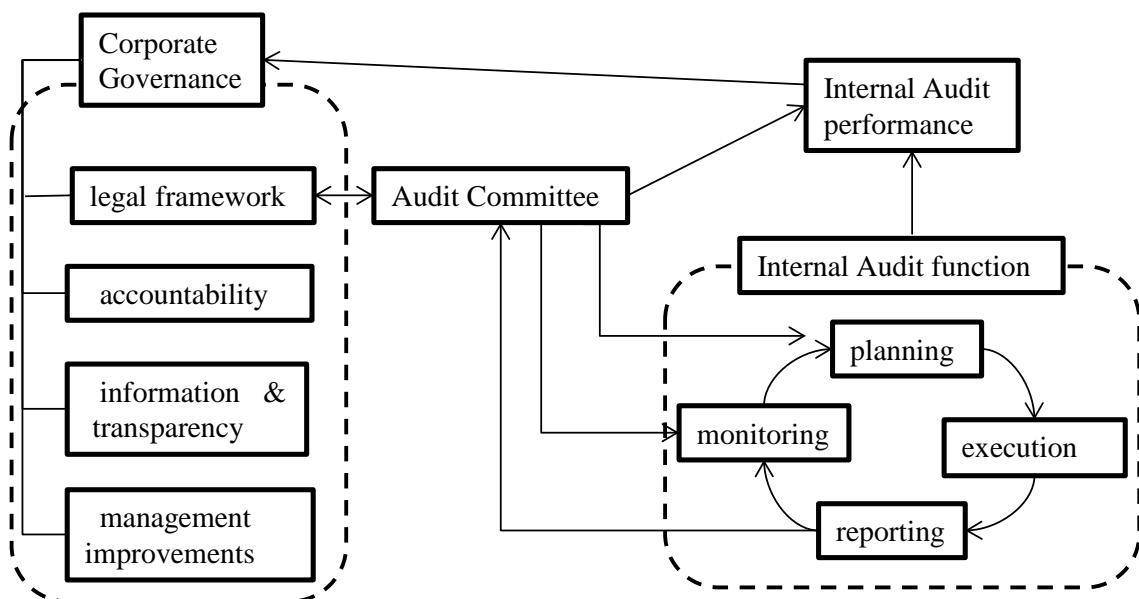 Corporate
Governance
Internal Audit
performance
legal framework
Audit Committee
Internal Audit function
accountability
planning
information &
transparency
monitoring
execution
management
improvements
reporting